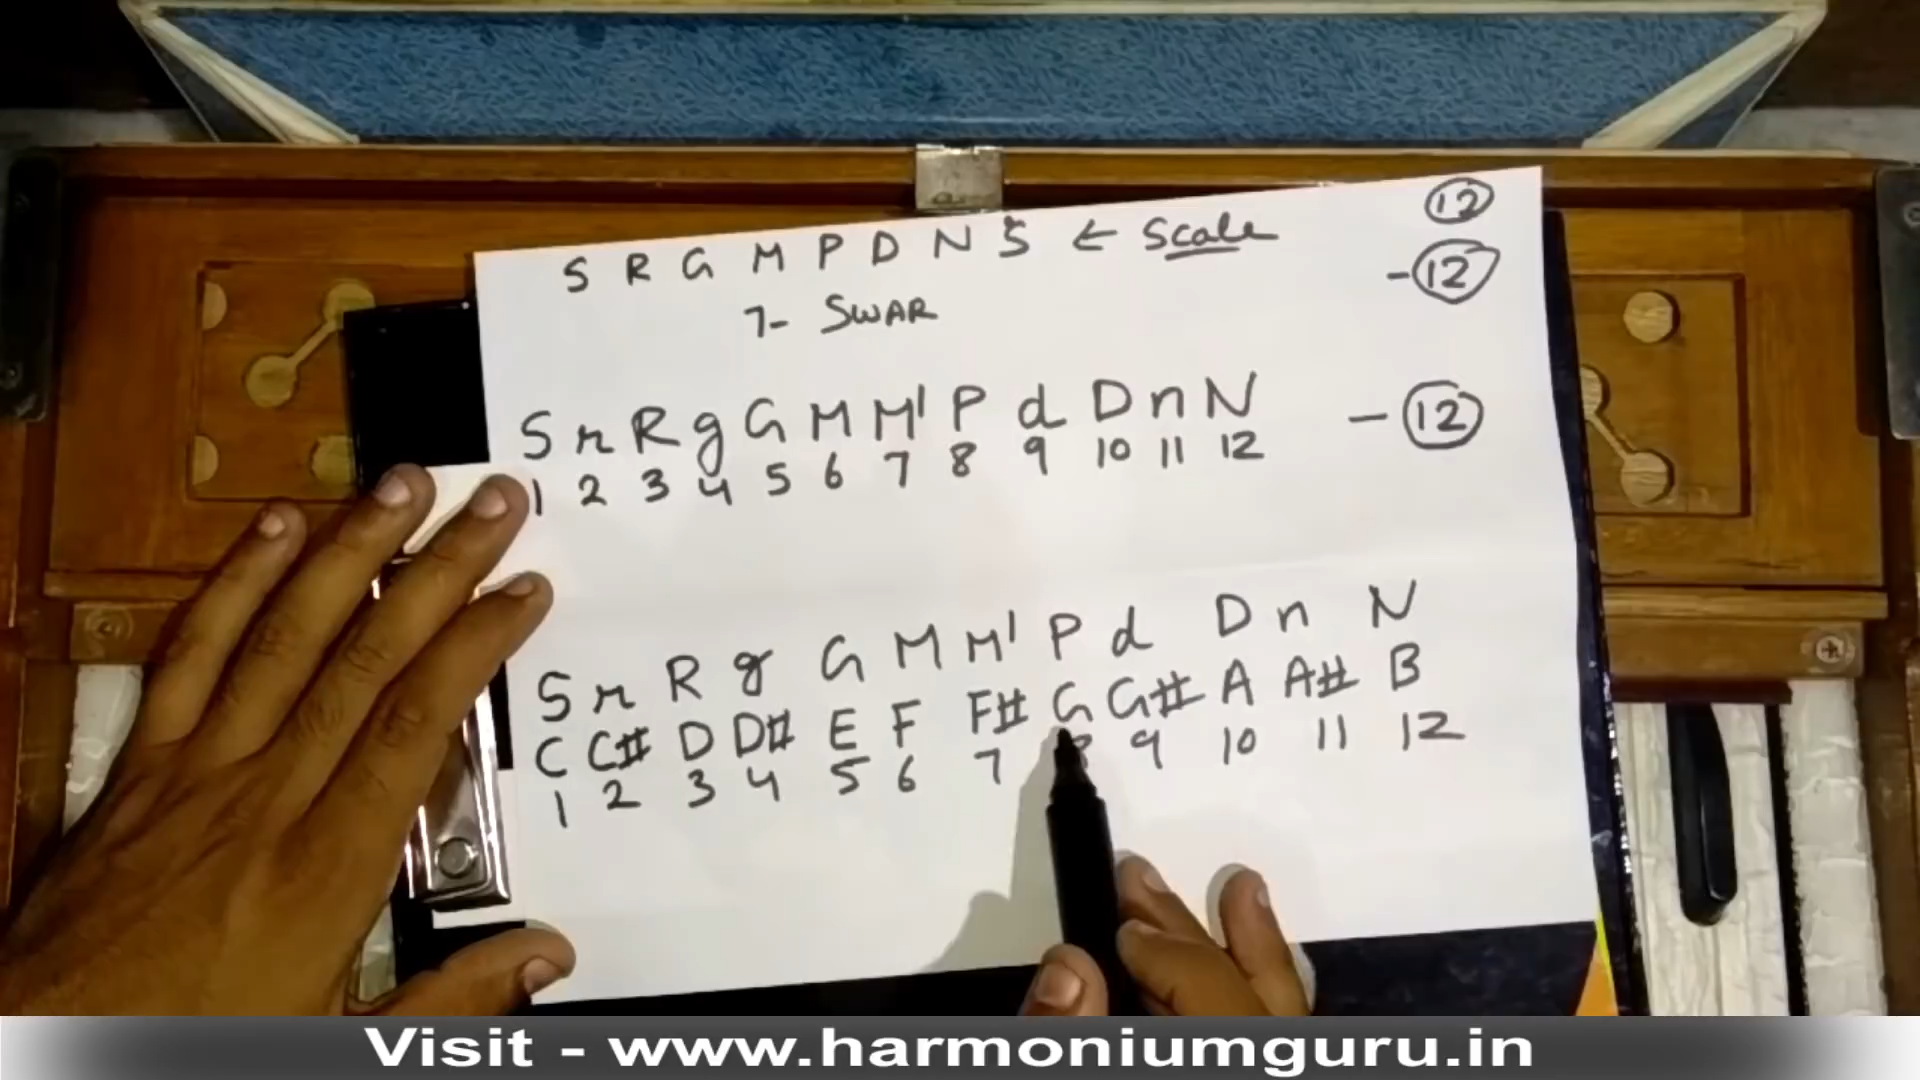 S R G M P D N Ṡ ← Scale 12
7- SWAR - 12
S r R g G M M' P d D n N - 12
1 2 3 4 5 6 7 8 9 10 11 12
S r R g G M M' P d D n N
C C# D D# E F F# G G# A A# B
1 2 3 4 5 6 7 8 9 10 11 12
Visit - www.harmoniumguru.in